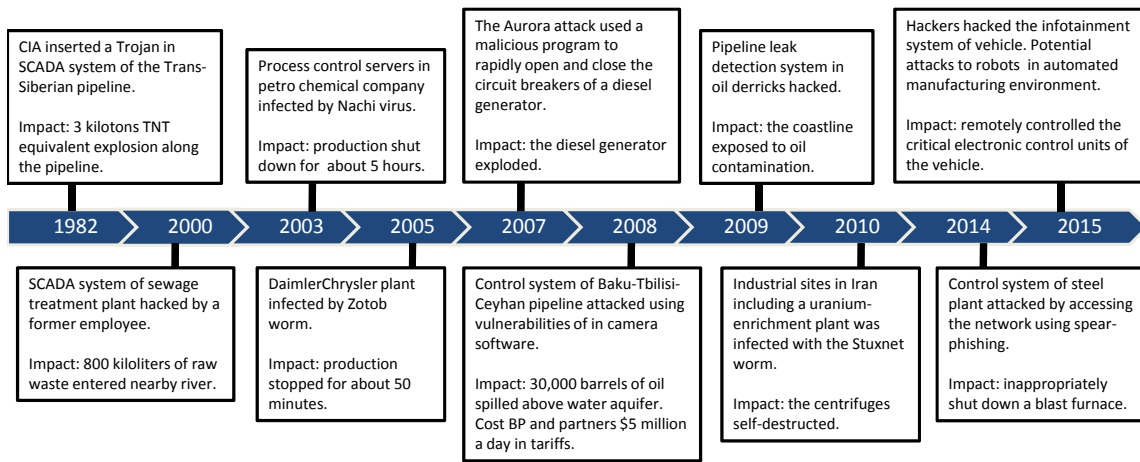 CIA inserted a Trojan in
SCADA system of the Trans-
Siberian pipeline.
Impact: 3 kilotons TNT
equivalent explosion along
the pipeline.
Process control servers in
petro chemical company
infected by Nachi virus.
Impact: production shut
down for about 5 hours.
The Aurora attack used a
malicious program to
rapidly open and close the
circuit breakers of a diesel
generator.
Impact: the diesel generator
exploded.
Pipeline leak
detection system in
oil derricks hacked.
Impact: the coastline
exposed to oil
contamination.
Hackers hacked the infotainment
system of vehicle. Potential
attacks to robots in automated
manufacturing environment.
Impact: remotely controlled the
critical electronic control units of
the vehicle.
1982 2000 2003 2005 2007 2008 2009 2010 2014 2015
SCADA system of sewage
treatment plant hacked by a
former employee.
Impact: 800 kiloliters of raw
waste entered nearby river.
DaimlerChrysler plant
infected by Zotob
worm.
Impact: production
stopped for about 50
minutes.
Control system of Baku-Tbilisi-
Ceyhan pipeline attacked using
vulnerabilities of in camera
software.
Impact: 30,000 barrels of oil
spilled above water aquifer.
Cost BP and partners $5 million
a day in tariffs.
Industrial sites in Iran
including a uranium-
enrichment plant was
infected with the Stuxnet
worm.
Impact: the centrifuges
self-destructed.
Control system of steel
plant attacked by accessing
the network using spear-
phishing.
Impact: inappropriately
shut down a blast furnace.